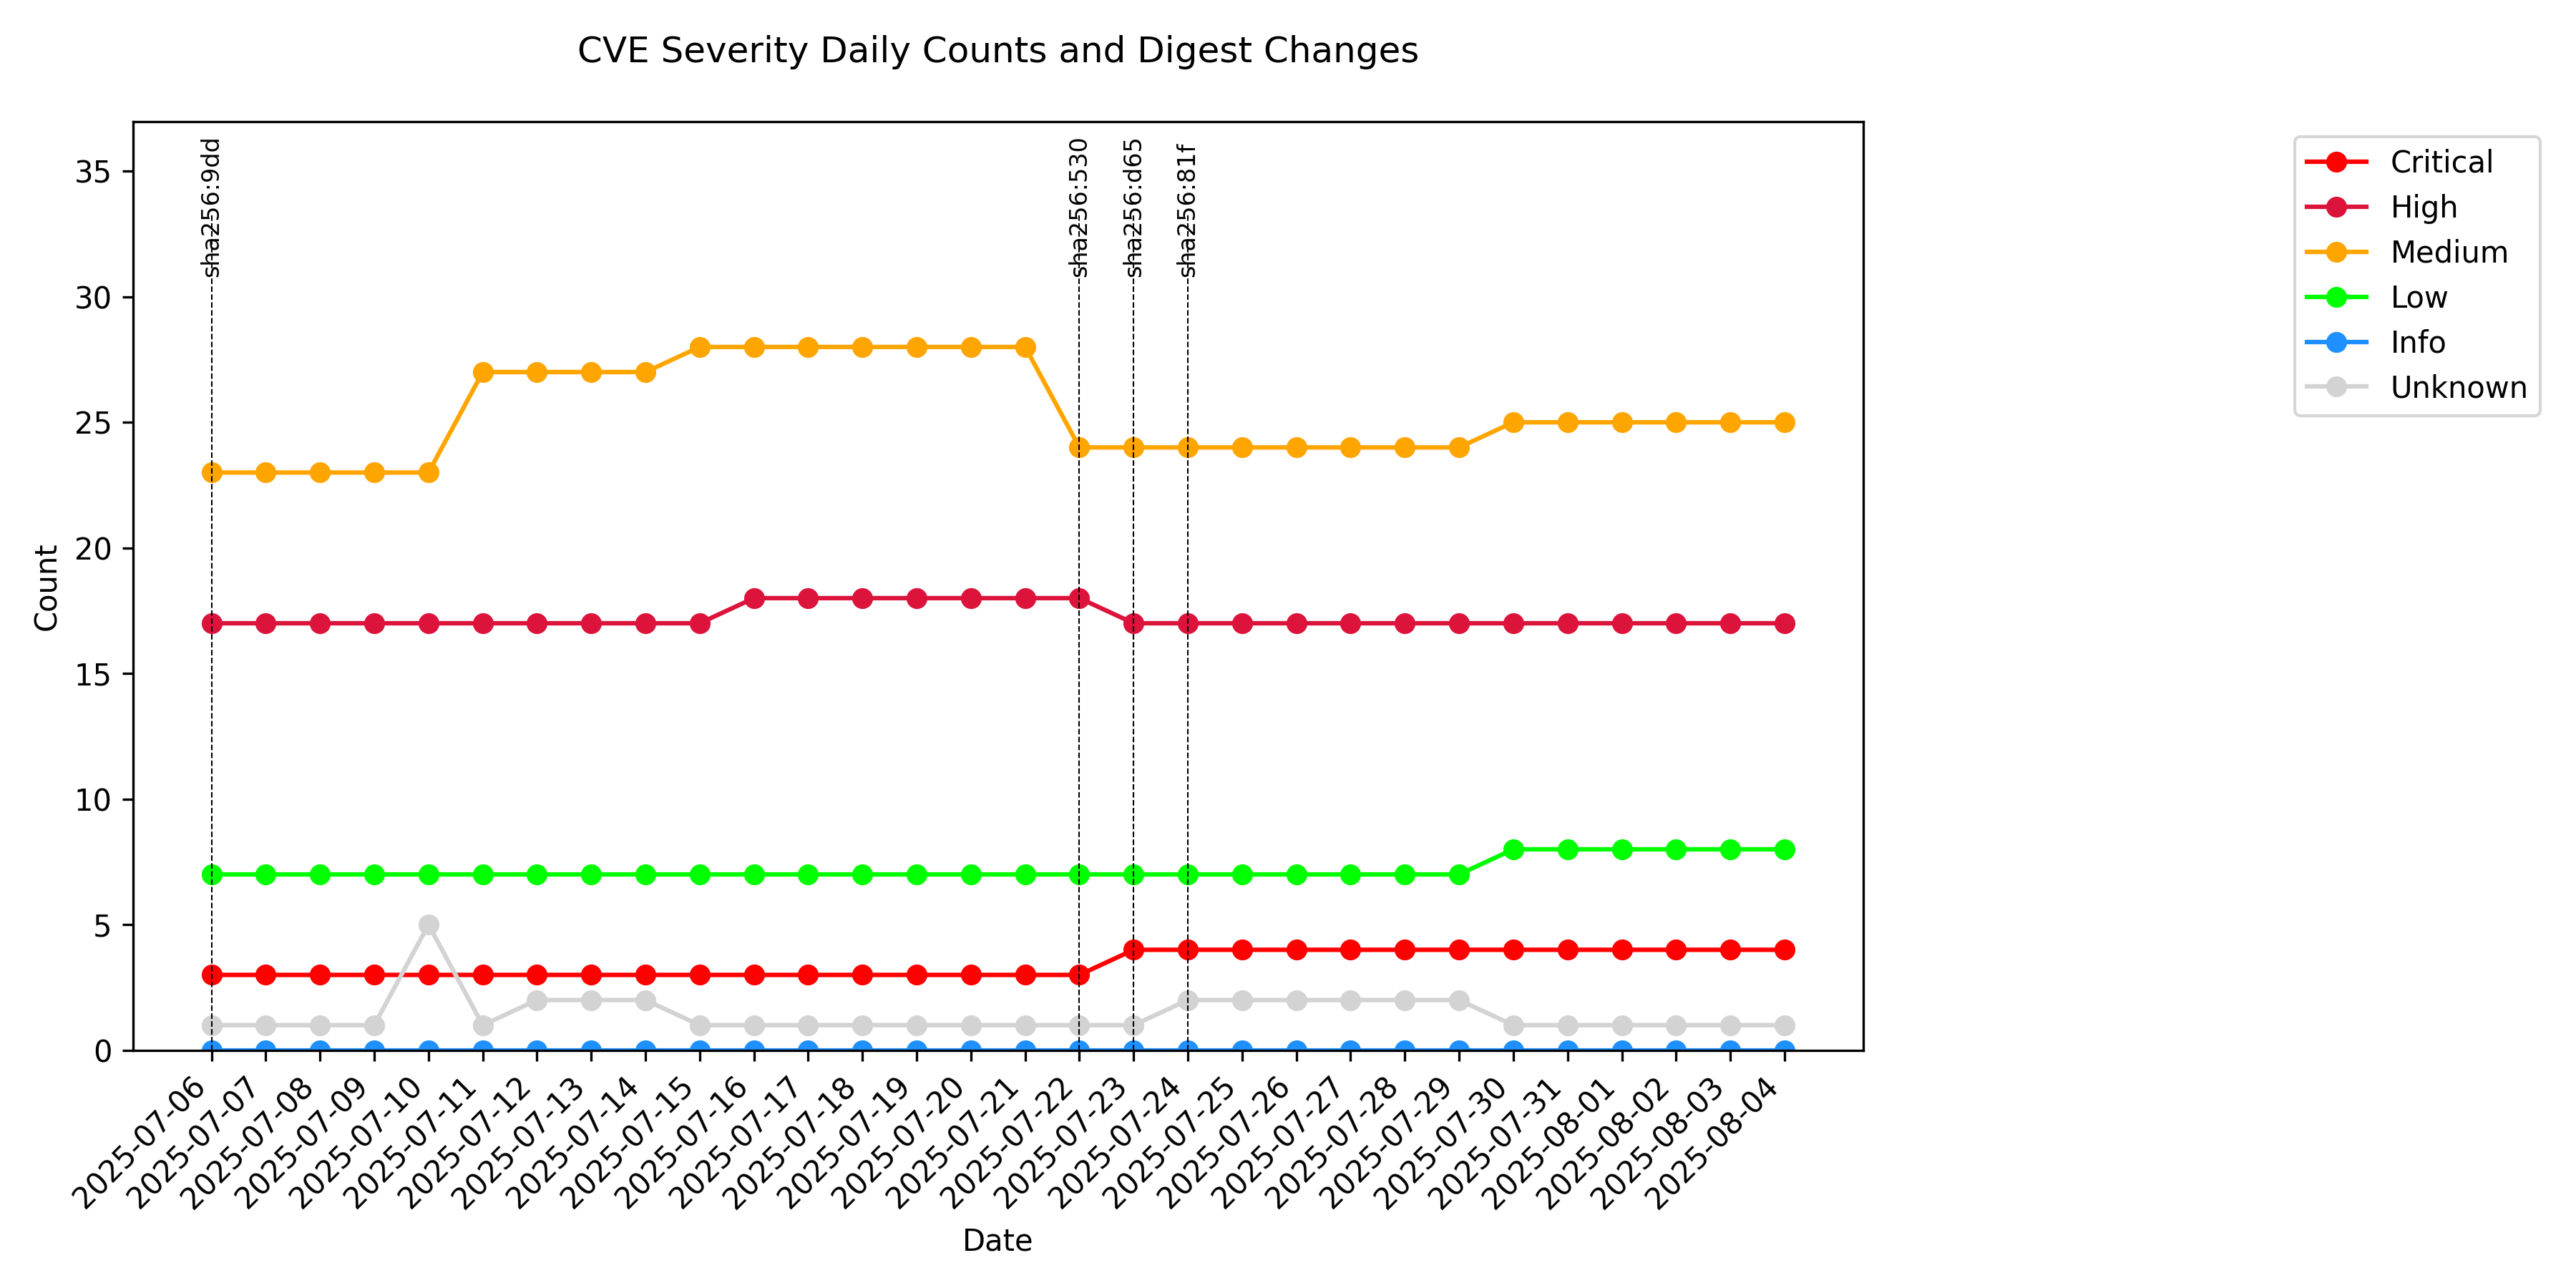 CVE Severity Daily Counts and Digest Changes
sha256:9dd
sha256:530
sha256:d65
sha256:81f
Critical
High
Medium
Low
Info
Unknown
Count
35
30
25
20
15
10
5
0
2025-07-06
2025-07-07
2025-07-08
2025-07-09
2025-07-10
2025-07-11
2025-07-12
2025-07-13
2025-07-14
2025-07-15
2025-07-16
2025-07-17
2025-07-18
2025-07-19
2025-07-20
2025-07-21
2025-07-22
2025-07-23
2025-07-24
2025-07-25
2025-07-26
2025-07-27
2025-07-28
2025-07-29
2025-07-30
2025-07-31
2025-08-01
2025-08-02
2025-08-03
2025-08-04
Date